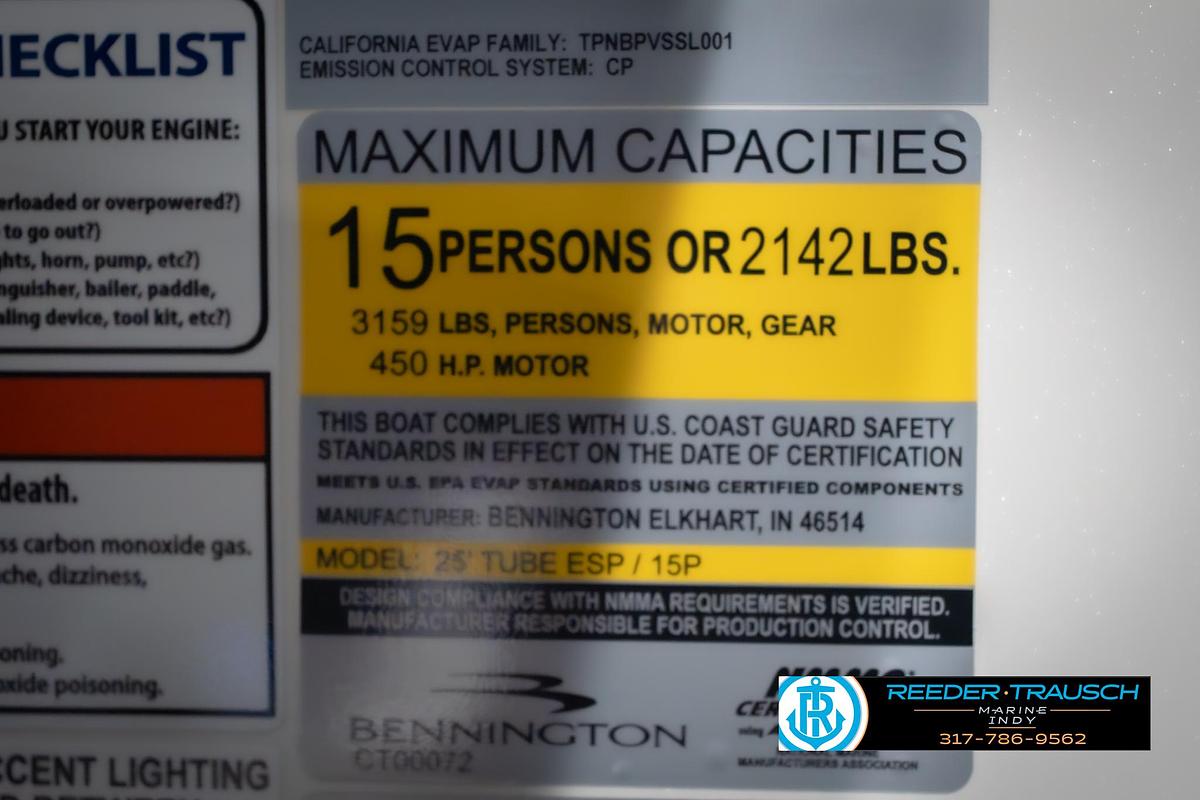 HECKLIST
U START YOUR ENGINE:
erloaded or overpowered?)
to go out?)
ghts, horn, pump, etc?)
nguisher, bailer, paddle,
aling device, tool kit, etc?)
death.
ss carbon monoxide gas.
che, dizziness,
oning.
oxide poisoning.
CCENT LIGHTING
CALIFORNIA EVAP FAMILY: TPNBPVSSL001
EMISSION CONTROL SYSTEM: CP
MAXIMUM CAPACITIES
15 PERSONS OR 2142 LBS.
3159 LBS, PERSONS, MOTOR, GEAR
450 H.P. MOTOR
THIS BOAT COMPLIES WITH U.S. COAST GUARD SAFETY
STANDARDS IN EFFECT ON THE DATE OF CERTIFICATION
MEETS U.S. EPA EVAP STANDARDS USING CERTIFIED COMPONENTS
MANUFACTURER: BENNINGTON ELKHART, IN 46514
MODEL: 25' TUBE ESP / 15P
DESIGN COMPLIANCE WITH NMMA REQUIREMENTS IS VERIFIED.
MANUFACTURER RESPONSIBLE FOR PRODUCTION CONTROL.
BENNINGTON
CT00072
MANUFACTURERS ASSOCIATION
R
REEDER·TRAUSCH
MARINE
INDY
317-786-9562